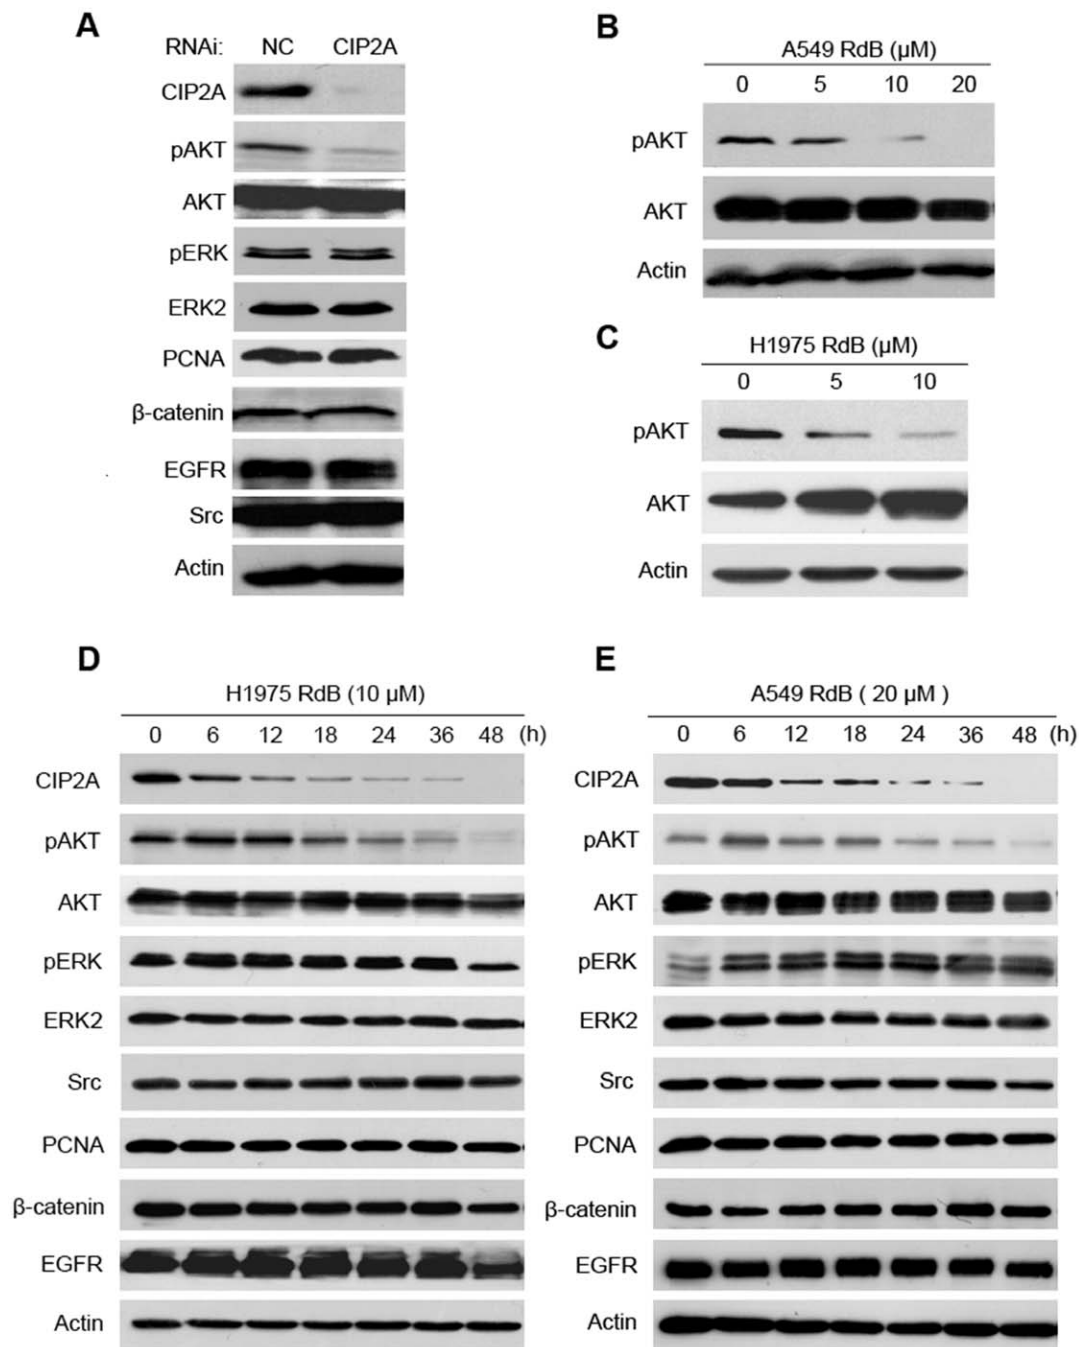 A
RNAi: NC CIP2A
CIP2A
pAKT
AKT
pERK
ERK2
PCNA
β-catenin
EGFR
Src
Actin
B
A549 RdB (μM)
0 5 10 20
pAKT
AKT
Actin
C
H1975 RdB (μM)
0 5 10
pAKT
AKT
Actin
D
H1975 RdB (10 μM)
0 6 12 18 24 36 48 (h)
CIP2A
pAKT
AKT
pERK
ERK2
Src
PCNA
β-catenin
EGFR
Actin
E
A549 RdB ( 20 μM )
0 6 12 18 24 36 48 (h)
CIP2A
pAKT
AKT
pERK
ERK2
Src
PCNA
β-catenin
EGFR
Actin